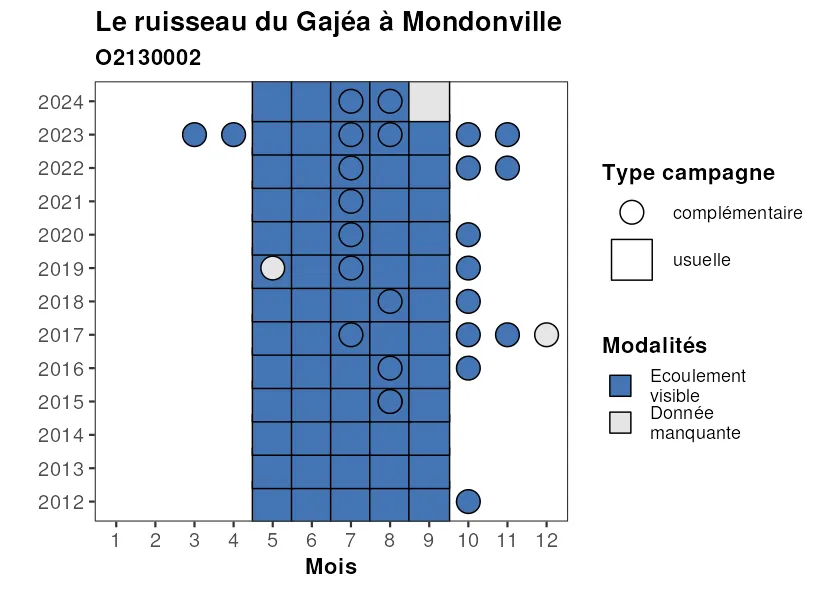 Le ruisseau du Gajéa à Mondonville
O2130002
2024
2023
2022
2021
2020
2019
2018
2017
2016
2015
2014
2013
2012
1 2 3 4 5 6 7 8 9 10 11 12
Mois
Type campagne
complémentaire
usuelle
Modalités
Ecoulement
visible
Donnée
manquante